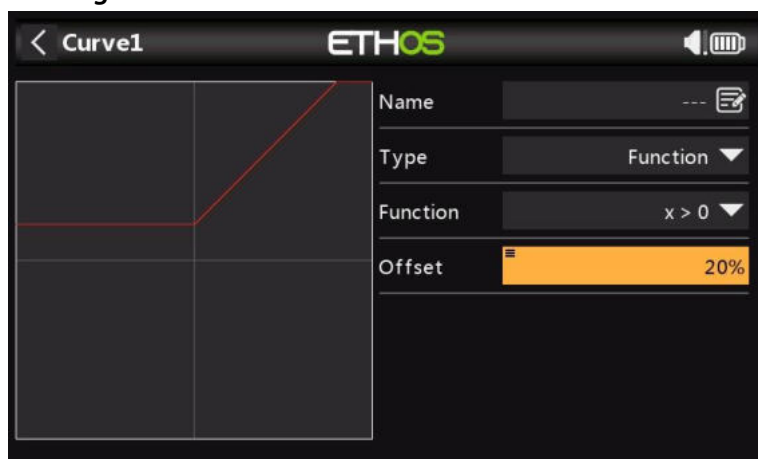 Curve1
ETHOS
Name ---
Type Function
Function x > 0
Offset 20%